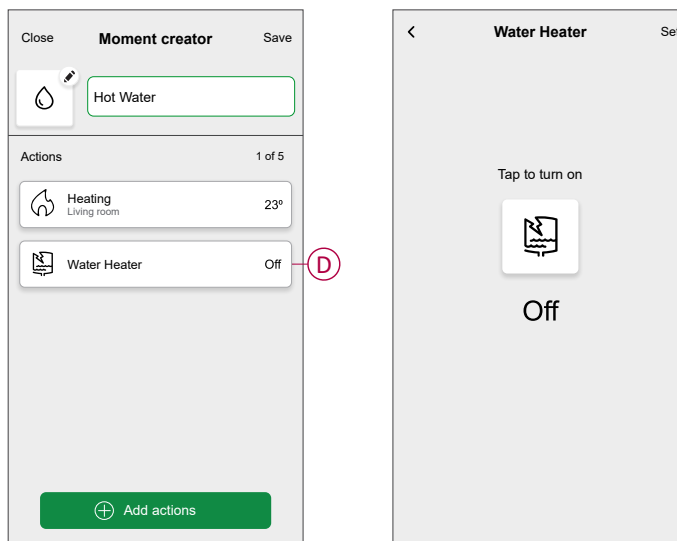 Close Moment creator Save
Hot Water
Actions 1 of 5
Heating
Living room
23º
Water Heater Off
D
Add actions
Water Heater Set
Tap to turn on
Off